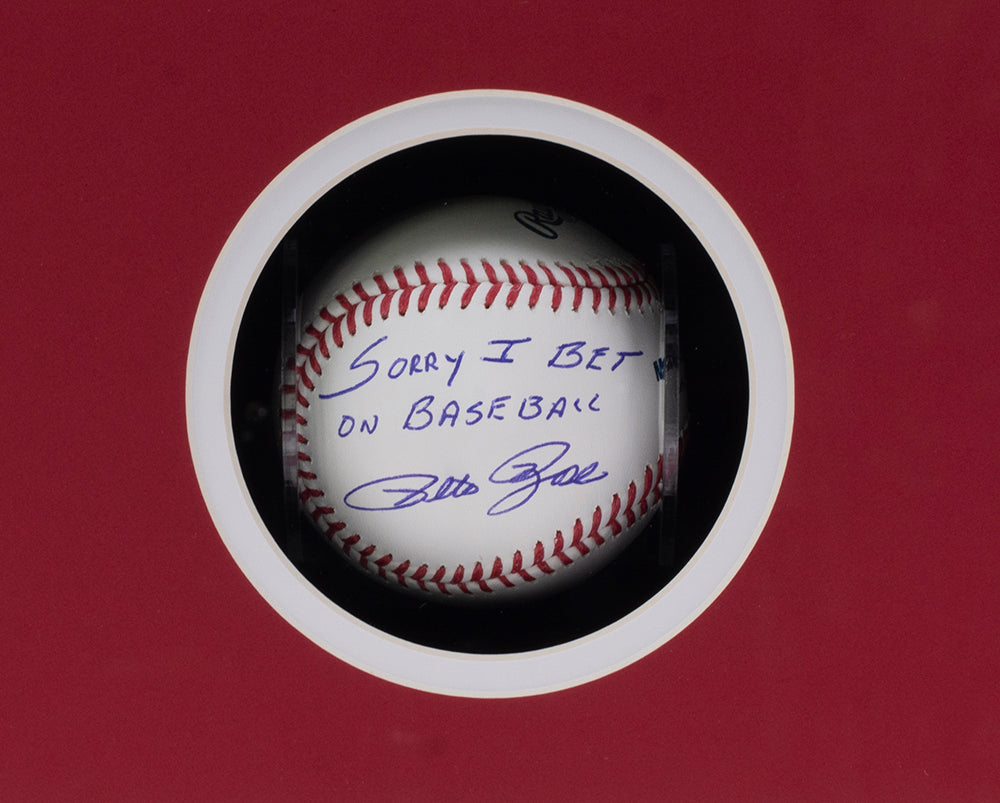 SORRY I BET
ON BASEBALL
Pete Rose